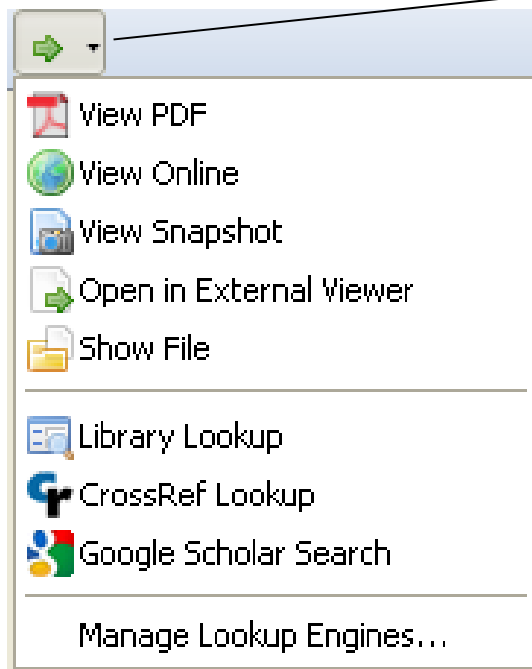 View PDF
View Online
View Snapshot
Open in External Viewer
Show File
Library Lookup
CrossRef Lookup
Google Scholar Search
Manage Lookup Engines...